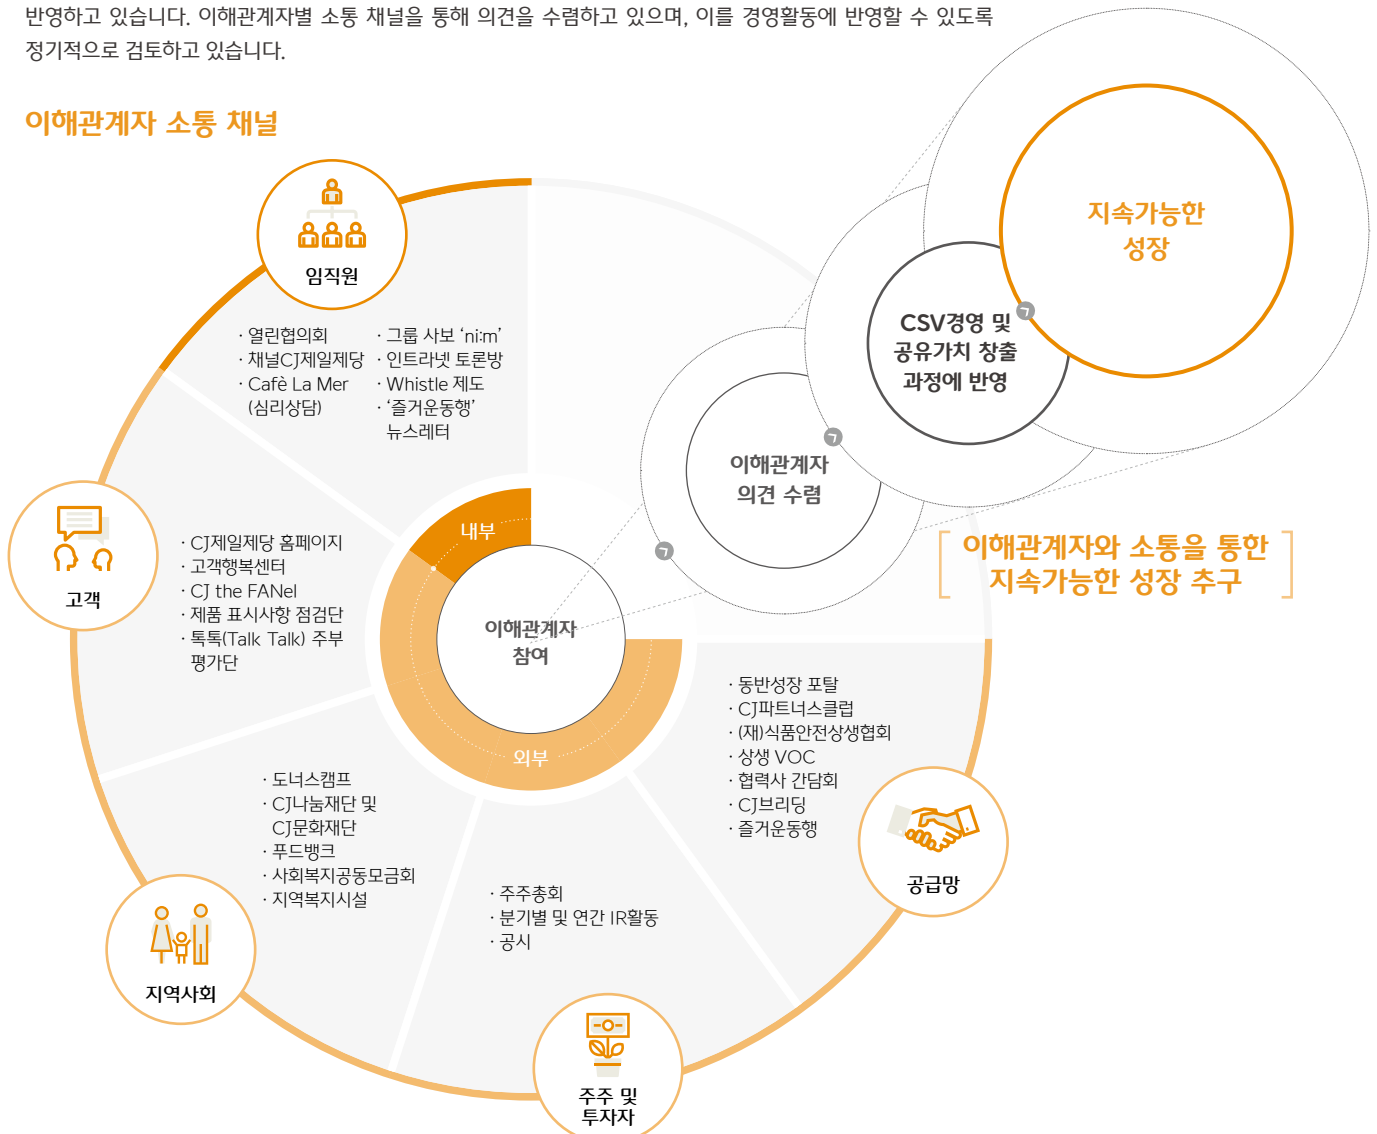 반영하고 있습니다. 이해관계자별 소통 채널을 통해 의견을 수렴하고 있으며, 이를 경영활동에 반영할 수 있도록
정기적으로 검토하고 있습니다.
이해관계자 소통 채널
임직원
· 열린협의회
· 채널CJ제일제당
· Cafè La Mer
(심리상담)
· 그룹 사보 ‘ni:m’
· 인트라넷 토론방
· Whistle 제도
· ‘즐거운동행’
뉴스레터
지속가능한
성장
CSV경영 및
공유가치 창출
과정에 반영
이해관계자
의견 수렴
이해관계자와 소통을 통한
지속가능한 성장 추구
내부
이해관계자
참여
외부
고객
· CJ제일제당 홈페이지
· 고객행복센터
· CJ the FANel
· 제품 표시사항 점검단
· 톡톡(Talk Talk) 주부
평가단
· 동반성장 포탈
· CJ파트너스클럽
· (재)식품안전상생협회
· 상생 VOC
· 협력사 간담회
· CJ브리딩
· 즐거운동행
공급망
· 도너스캠프
· CJ나눔재단 및
CJ문화재단
· 푸드뱅크
· 사회복지공동모금회
· 지역복지시설
지역사회
· 주주총회
· 분기별 및 연간 IR활동
· 공시
주주 및
투자자